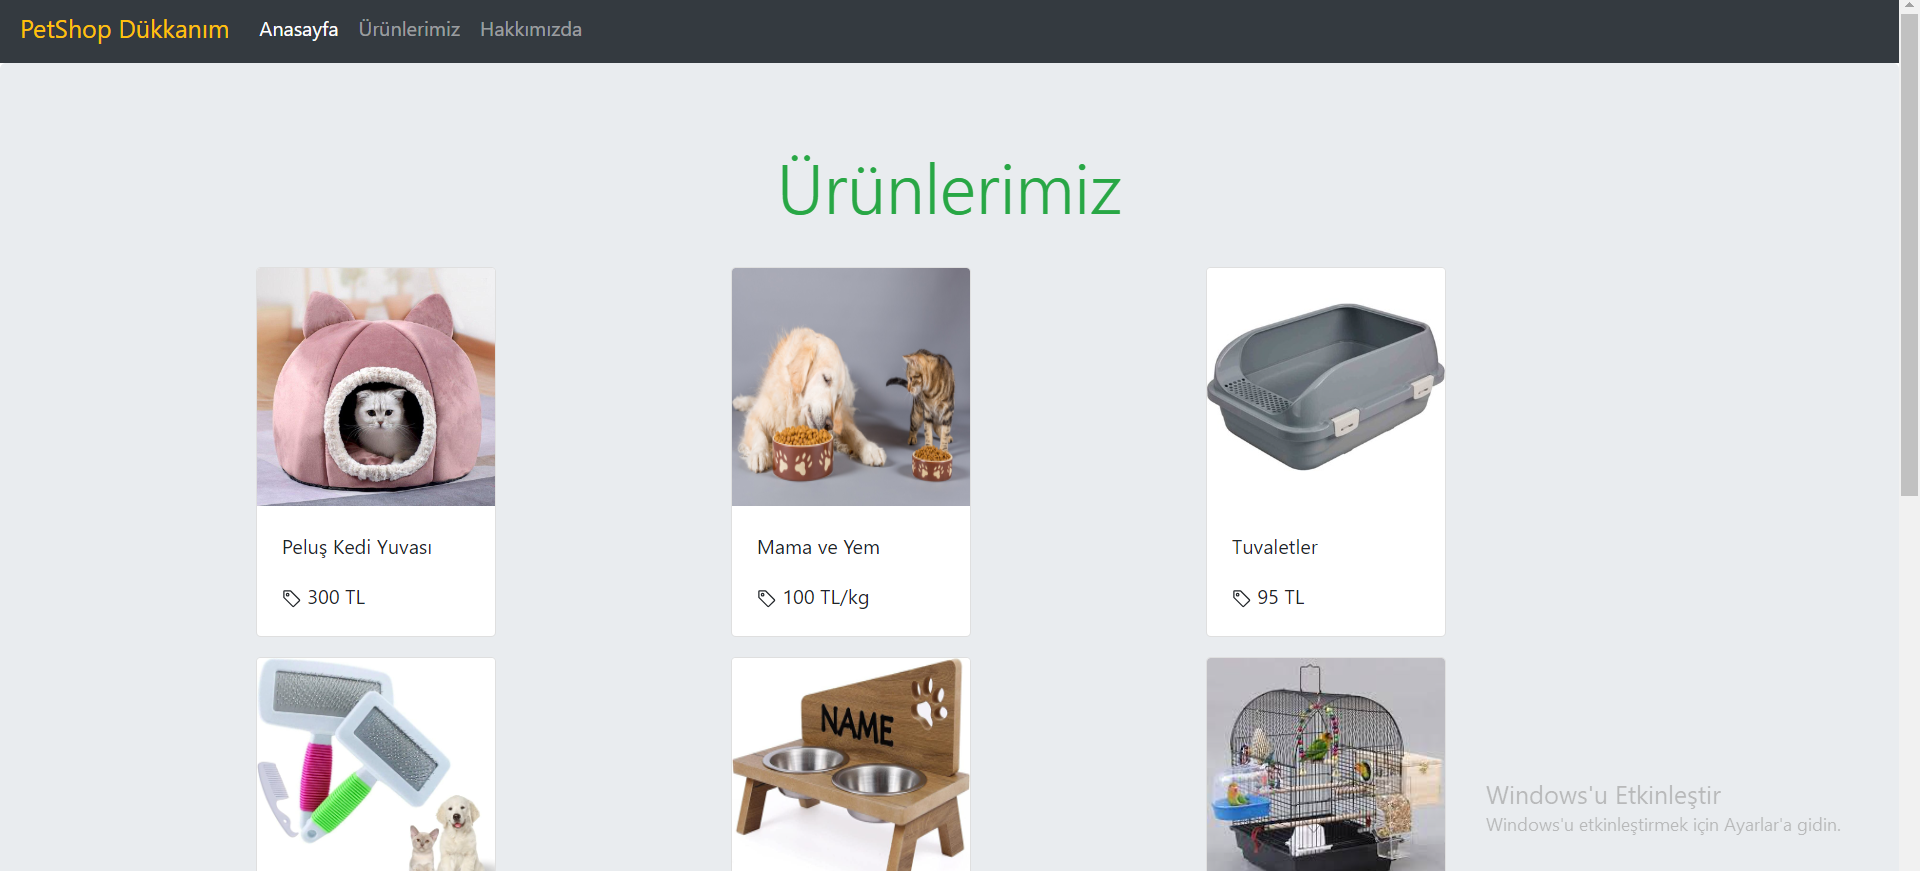 PetShop Dükkanım Anasayfa Ürünlerimiz Hakkımızda
Ürünlerimiz
Peluş Kedi Yuvası
300 TL
Mama ve Yem
100 TL/kg
Tuvaletler
95 TL
NAME
Windows'u Etkinleştir
Windows'u etkinleştirmek için Ayarlar'a gidin.